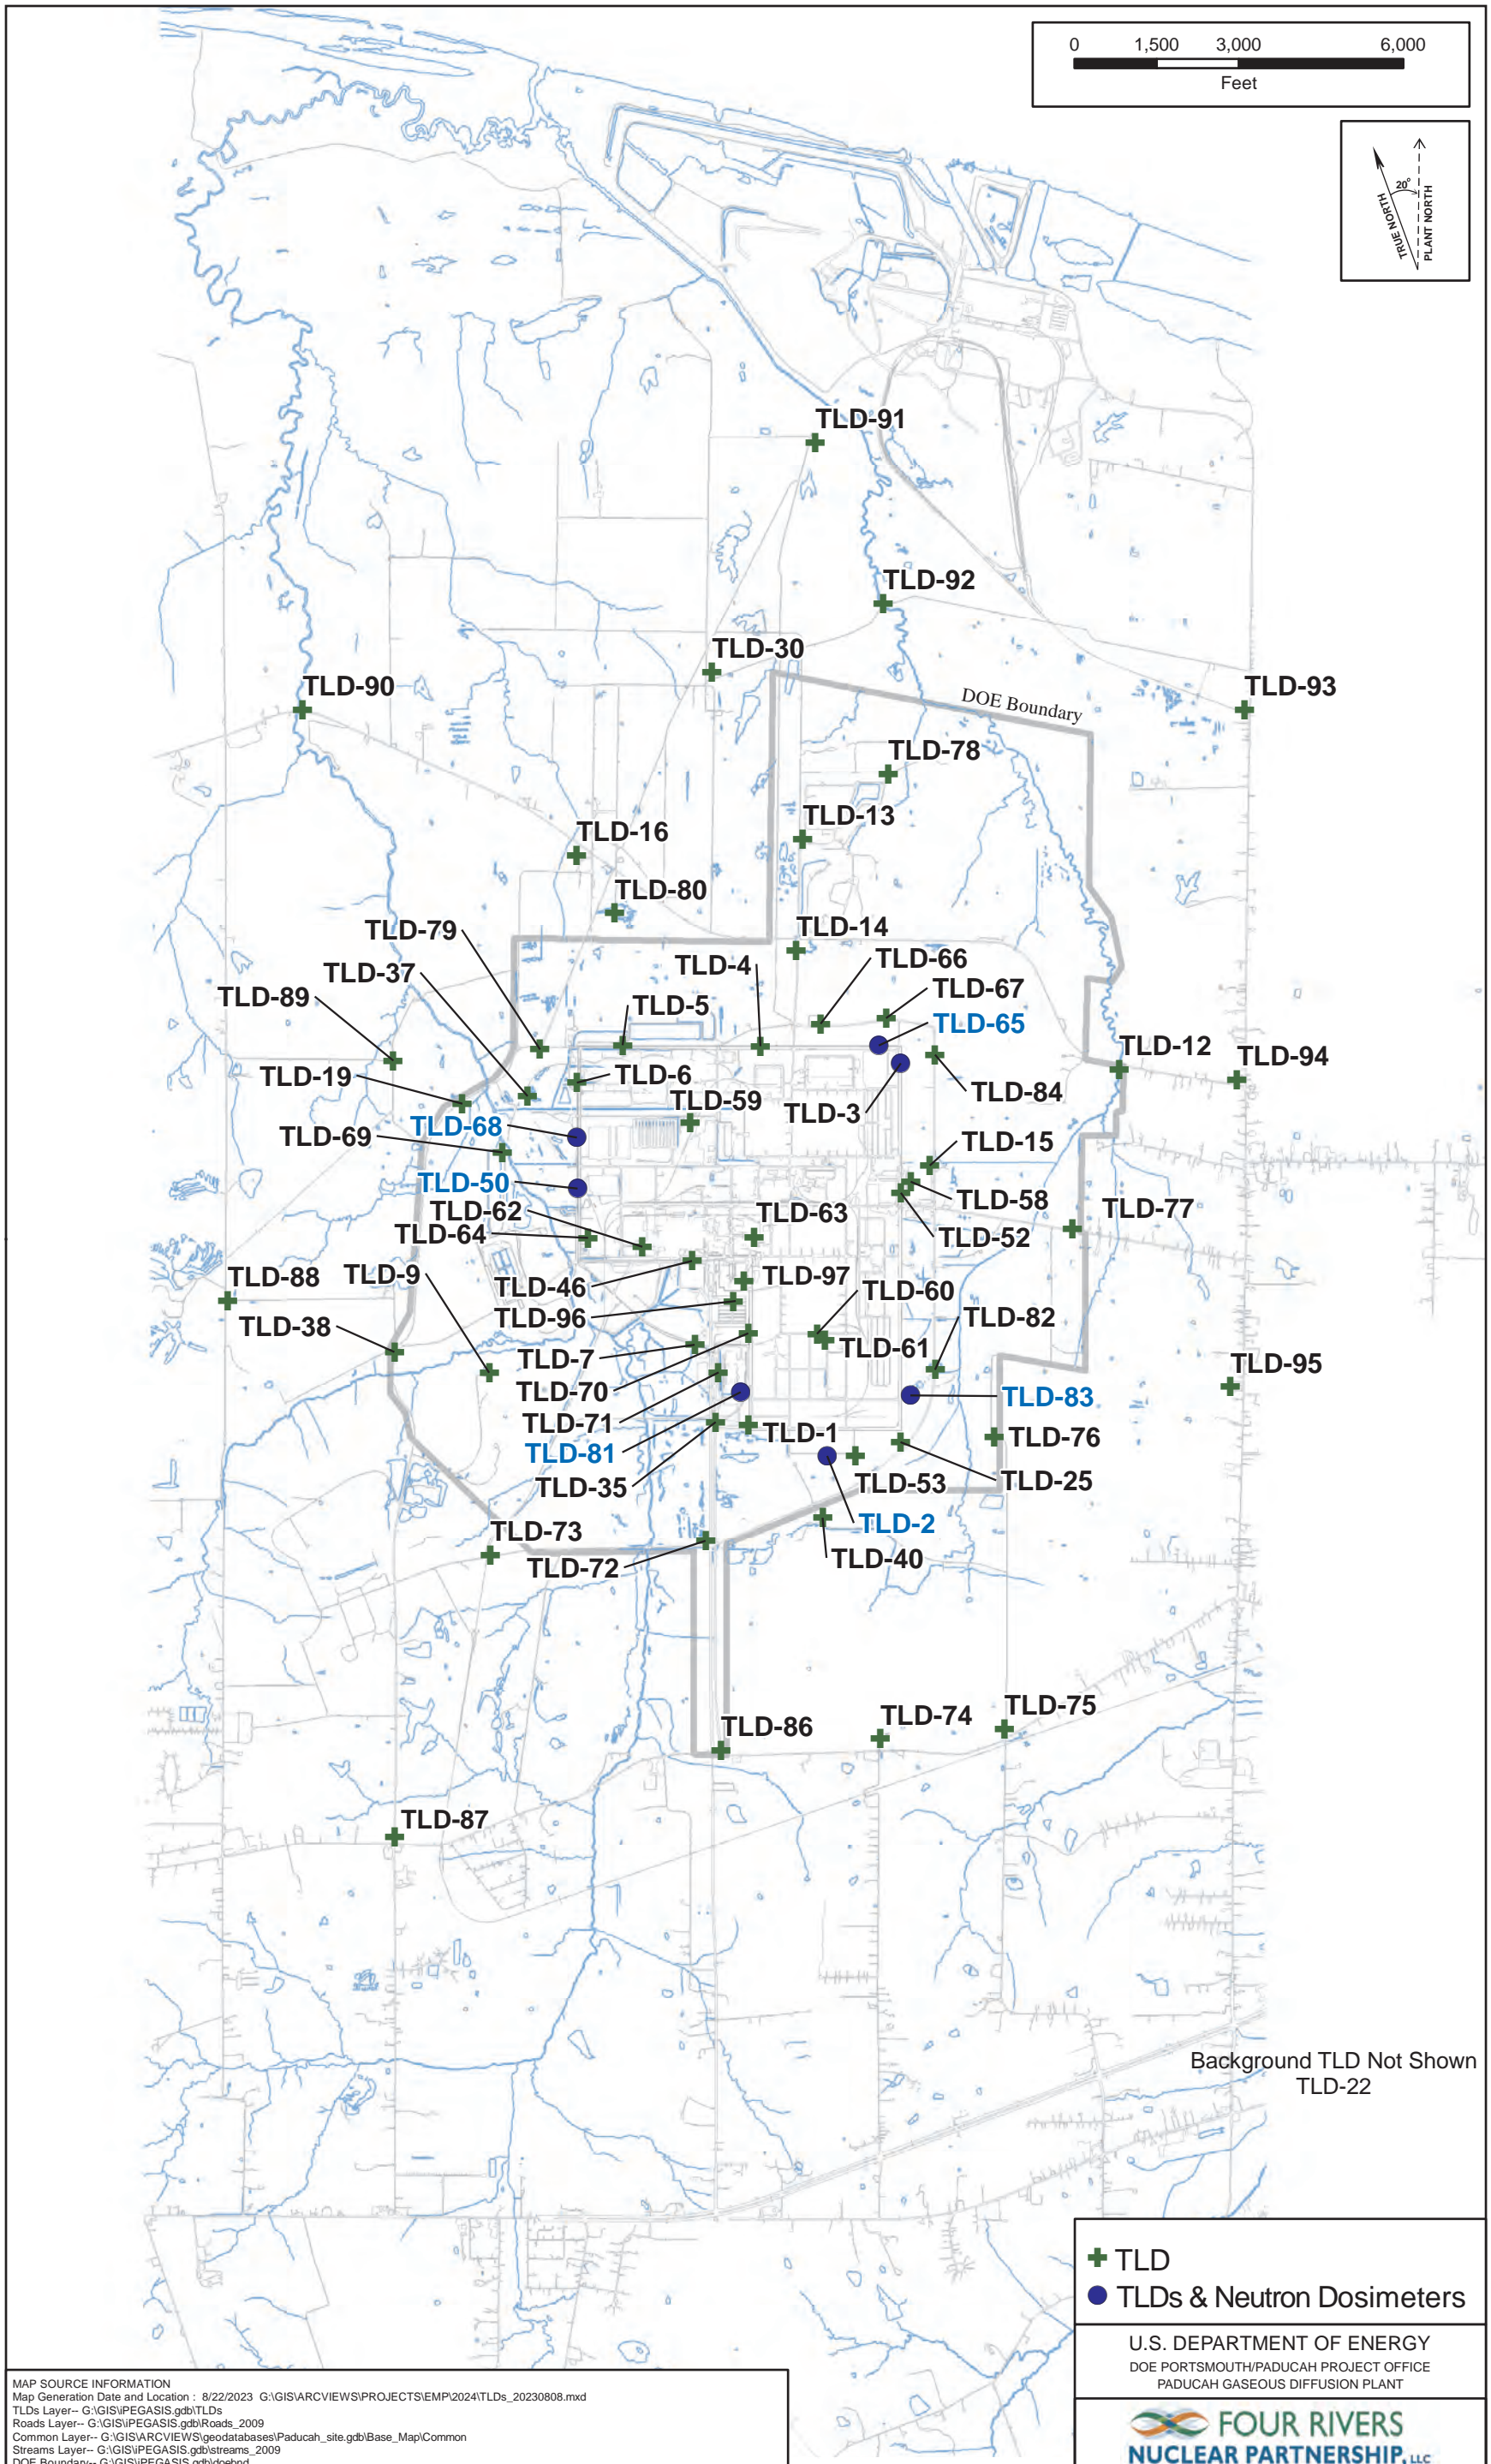 0 1,500 3,000 6,000
Feet
20°
TRUE NORTH
PLANT NORTH
TLD-91
TLD-92
TLD-30
TLD-90
TLD-93
DOE Boundary
TLD-78
TLD-13
TLD-16
TLD-80
TLD-79
TLD-14
TLD-4
TLD-66
TLD-37
TLD-67
TLD-89
TLD-5
TLD-65
TLD-12
TLD-94
TLD-19
TLD-6
TLD-84
TLD-59
TLD-3
TLD-68
TLD-69
TLD-15
TLD-50
TLD-58
TLD-62
TLD-63
TLD-77
TLD-64
TLD-52
TLD-88
TLD-9
TLD-46
TLD-97
TLD-60
TLD-96
TLD-82
TLD-38
TLD-7
TLD-61
TLD-95
TLD-70
TLD-83
TLD-71
TLD-1
TLD-76
TLD-81
TLD-35
TLD-53
TLD-25
TLD-2
TLD-73
TLD-72
TLD-40
TLD-86
TLD-74
TLD-75
TLD-87
Background TLD Not Shown
TLD-22
TLD
TLDs & Neutron Dosimeters
U.S. DEPARTMENT OF ENERGY
DOE PORTSMOUTH/PADUCAH PROJECT OFFICE
PADUCAH GASEOUS DIFFUSION PLANT
FOUR RIVERS
NUCLEAR PARTNERSHIP, LLC
MAP SOURCE INFORMATION
Map Generation Date and Location : 8/22/2023 G:\GIS\ARCVIEWS\PROJECTS\EMP\2024\TLDs_20230808.mxd
TLDs Layer-- G:\GIS\iPEGASIS.gdb\TLDs
Roads Layer-- G:\GIS\iPEGASIS.gdb\Roads_2009
Common Layer-- G:\GIS\ARCVIEWS\geodatabases\Paducah_site.gdb\Base_Map\Common
Streams Layer-- G:\GIS\iPEGASIS.gdb\streams_2009
DOE Boundary-- G:\GIS\iPEGASIS.gdb\doebnd